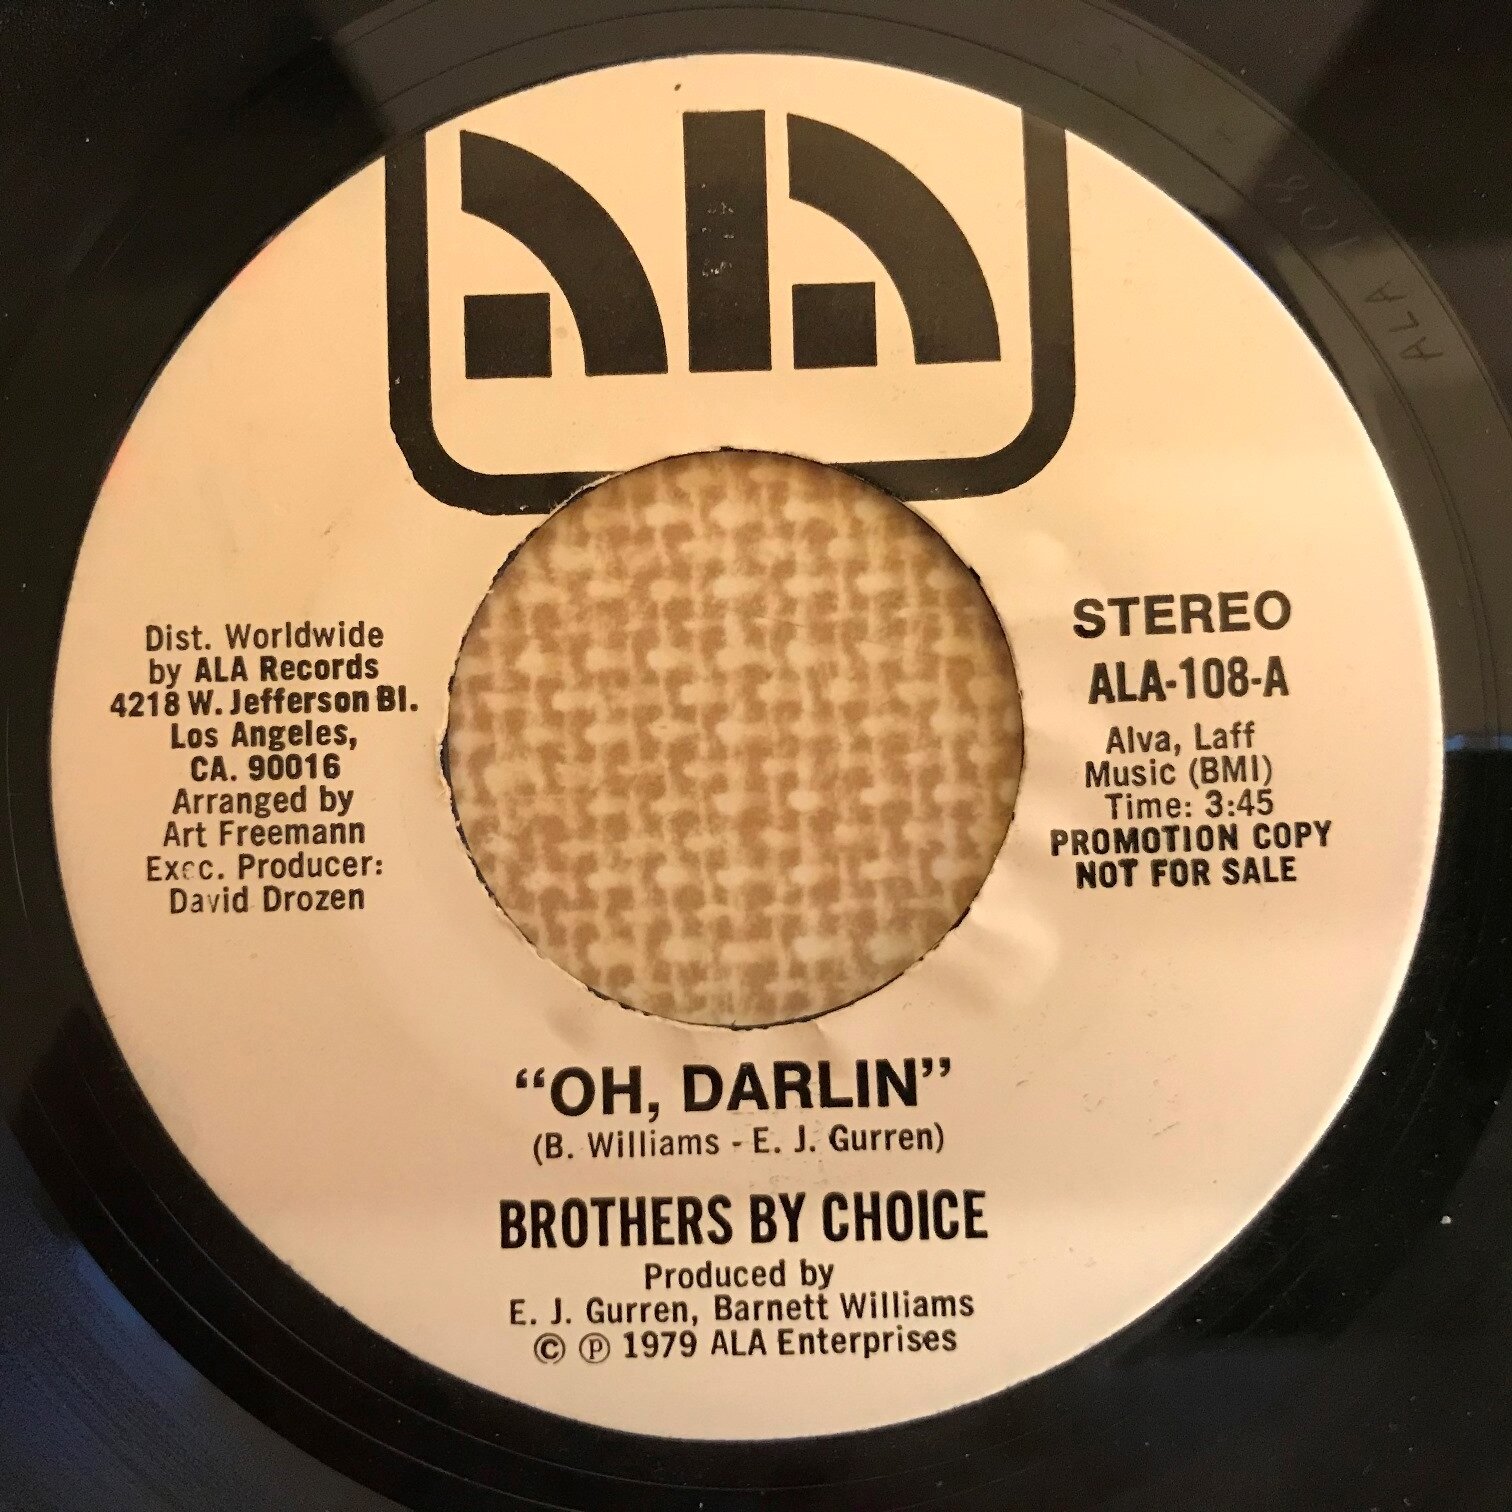 ALA
Dist. Worldwide
by ALA Records
4218 W. Jefferson Bl.
Los Angeles,
CA. 90016
Arranged by
Art Freemann
Exec. Producer:
David Drozen
STEREO
ALA-108-A
Alva, Laff
Music (BMI)
Time: 3:45
PROMOTION COPY
NOT FOR SALE
“OH, DARLIN”
(B. Williams - E. J. Gurren)
BROTHERS BY CHOICE
Produced by
E. J. Gurren, Barnett Williams
© ℗ 1979 ALA Enterprises
ALA 108